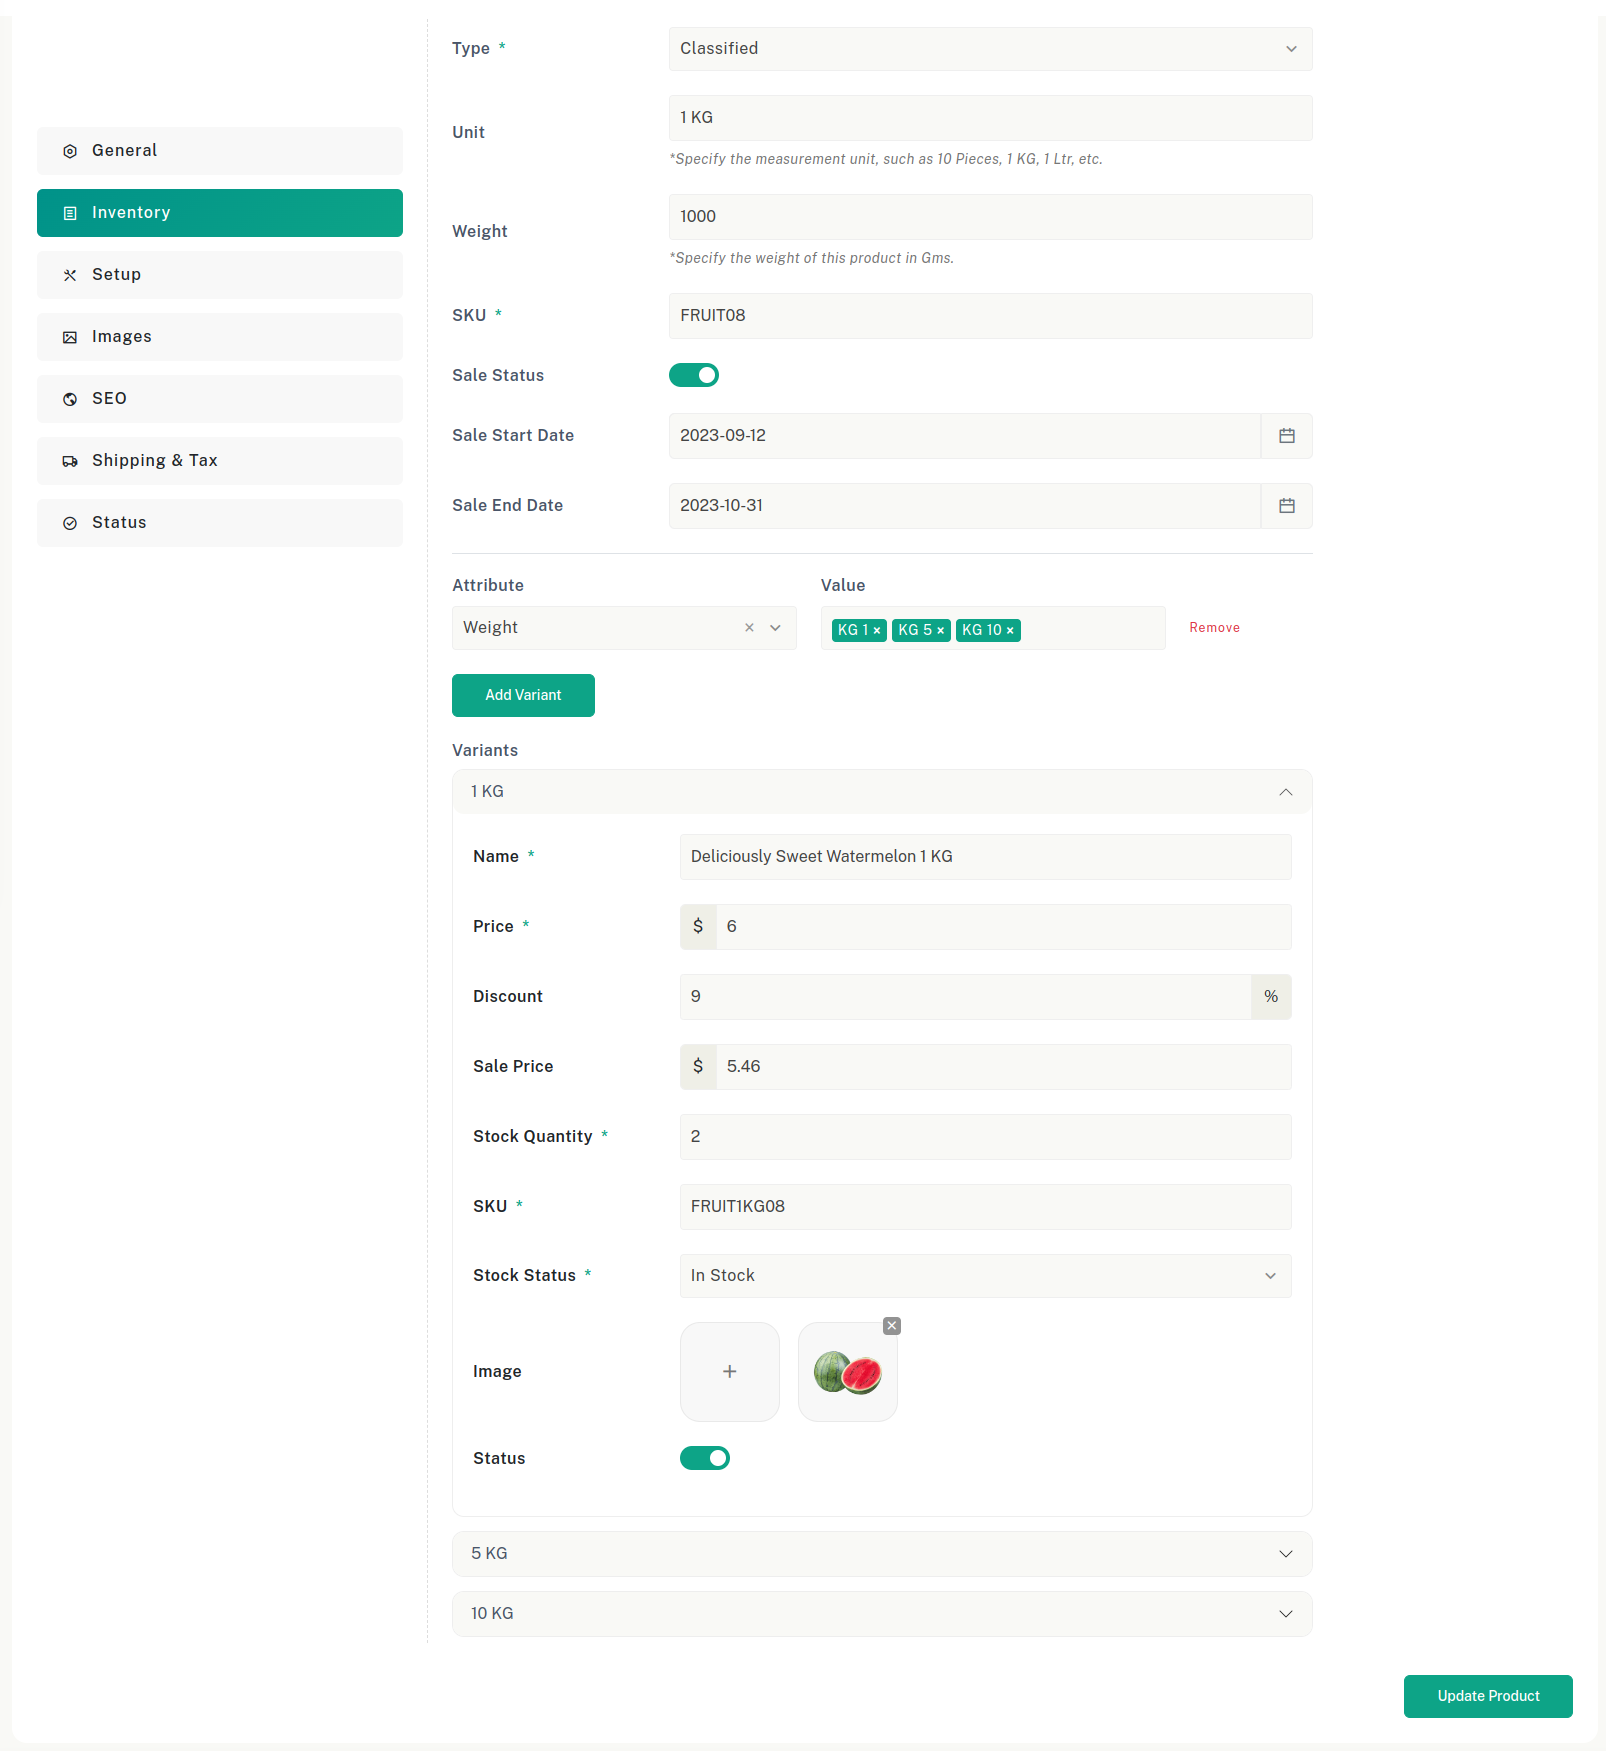 General
Inventory
Setup
Images
SEO
Shipping & Tax
Status
Type *
Classified
Unit
1 KG
*Specify the measurement unit, such as 10 Pieces, 1 KG, 1 Ltr, etc.
Weight
1000
*Specify the weight of this product in Gms.
SKU *
FRUIT08
Sale Status
Sale Start Date
2023-09-12
Sale End Date
2023-10-31
Attribute
Value
Weight ×
KG 1 × KG 5 × KG 10 ×
Remove
Add Variant
Variants
1 KG
Name *
Deliciously Sweet Watermelon 1 KG
Price *
$ 6
Discount
9 %
Sale Price
$ 5.46
Stock Quantity *
2
SKU *
FRUIT1KG08
Stock Status *
In Stock
Image
+
Status
5 KG
10 KG
Update Product